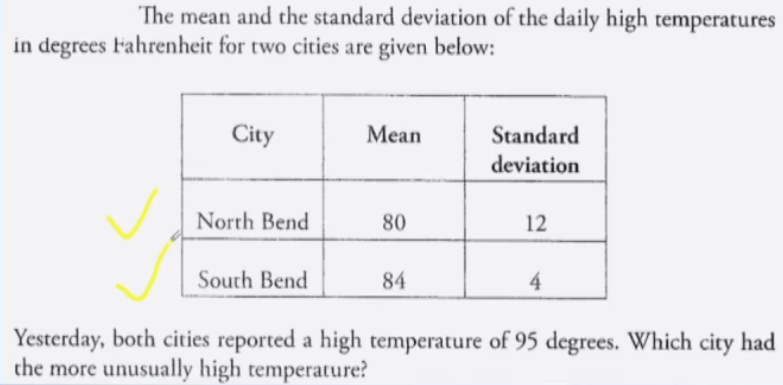 The mean and the standard deviation of the daily high temperatures
in degrees Fahrenheit for two cities are given below:
City Mean Standard
deviation
North Bend 80 12
South Bend 84 4
Yesterday, both cities reported a high temperature of 95 degrees. Which city had
the more unusually high temperature?